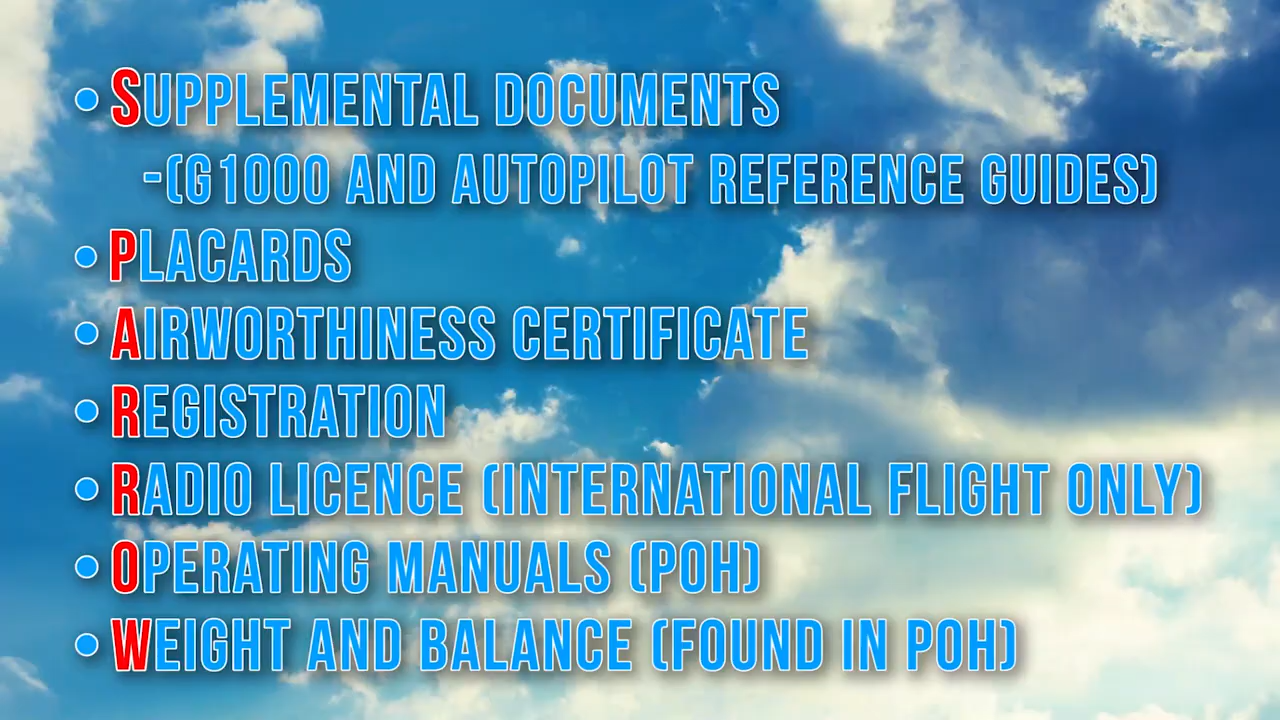 • SUPPLEMENTAL DOCUMENTS
-(G1000 AND AUTOPILOT REFERENCE GUIDES)
• PLACARDS
• AIRWORTHINESS CERTIFICATE
• REGISTRATION
• RADIO LICENCE (INTERNATIONAL FLIGHT ONLY)
• OPERATING MANUALS (POH)
• WEIGHT AND BALANCE (FOUND IN POH)